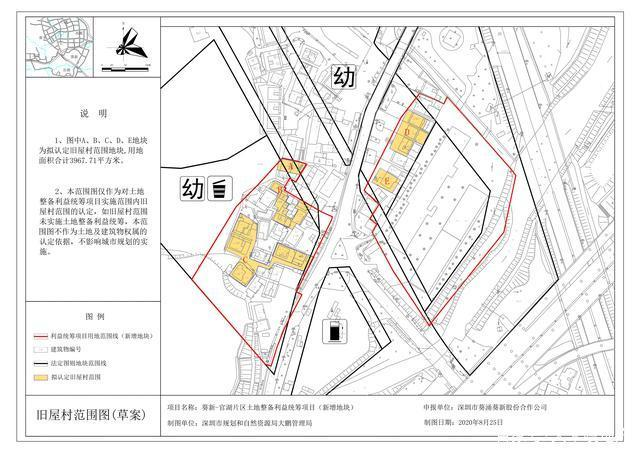 说 明
1、图中A、B、C、D、E地块
为拟认定旧屋村范围地块,用地
面积合计3967.71平方米。
2、本范围图仅作为对土地
整备利益统筹项目实施范围内旧
屋村范围的认定,如旧屋村范围
未实施土地整备利益统筹,本范
围图不作为土地及建筑物权属的
认定依据,不影响城市规划的实
施。
图 例
利益统筹项目用地范围线(新增地块)
建筑物编号
法定图则地块范围线
拟认定旧屋村范围
旧屋村范围图(草案)
项目名称:葵新-官湖片区土地整备利益统筹项目(新增地块)
制图单位:深圳市规划和自然资源局大鹏管理局
申报单位:深圳市葵涌葵新股份合作公司
制图日期:2020年8月25日
幼
幼
A
B
C
D
E